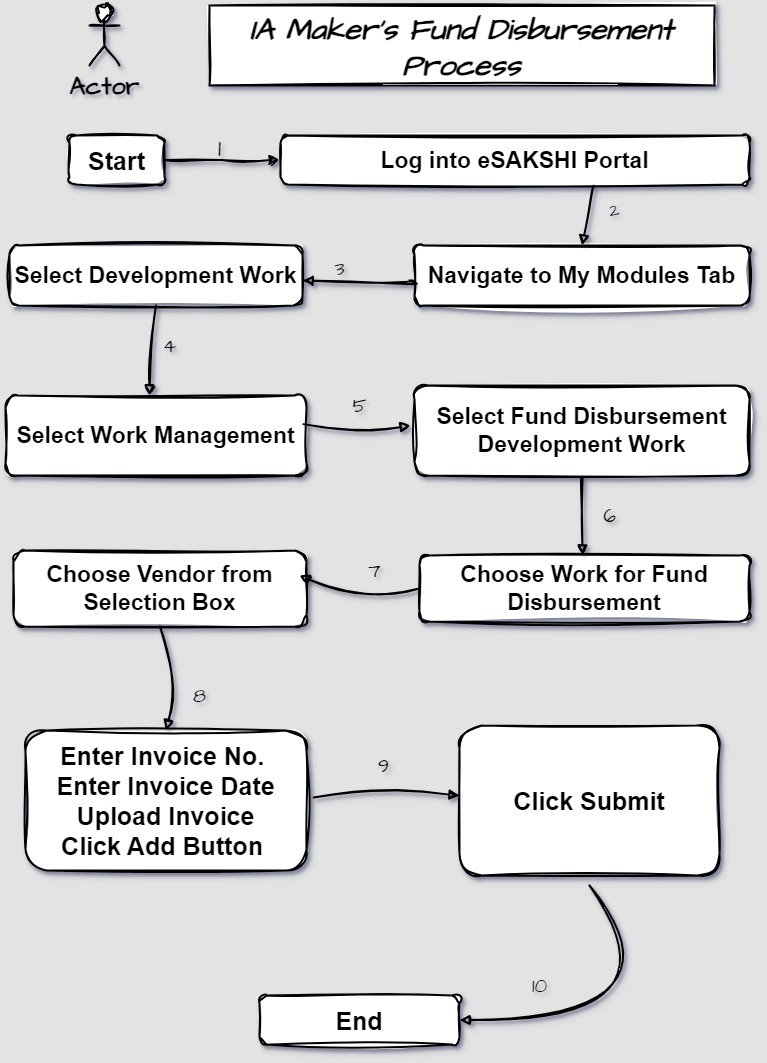 IA Maker's Fund Disbursement
Process
Actor
Start
1
Log into eSAKSHI Portal
2
Navigate to My Modules Tab
3
Select Development Work
4
Select Work Management
5
Select Fund Disbursement
Development Work
6
Choose Work for Fund
Disbursement
7
Choose Vendor from
Selection Box
8
Enter Invoice No.
Enter Invoice Date
Upload Invoice
Click Add Button
9
Click Submit
10
End